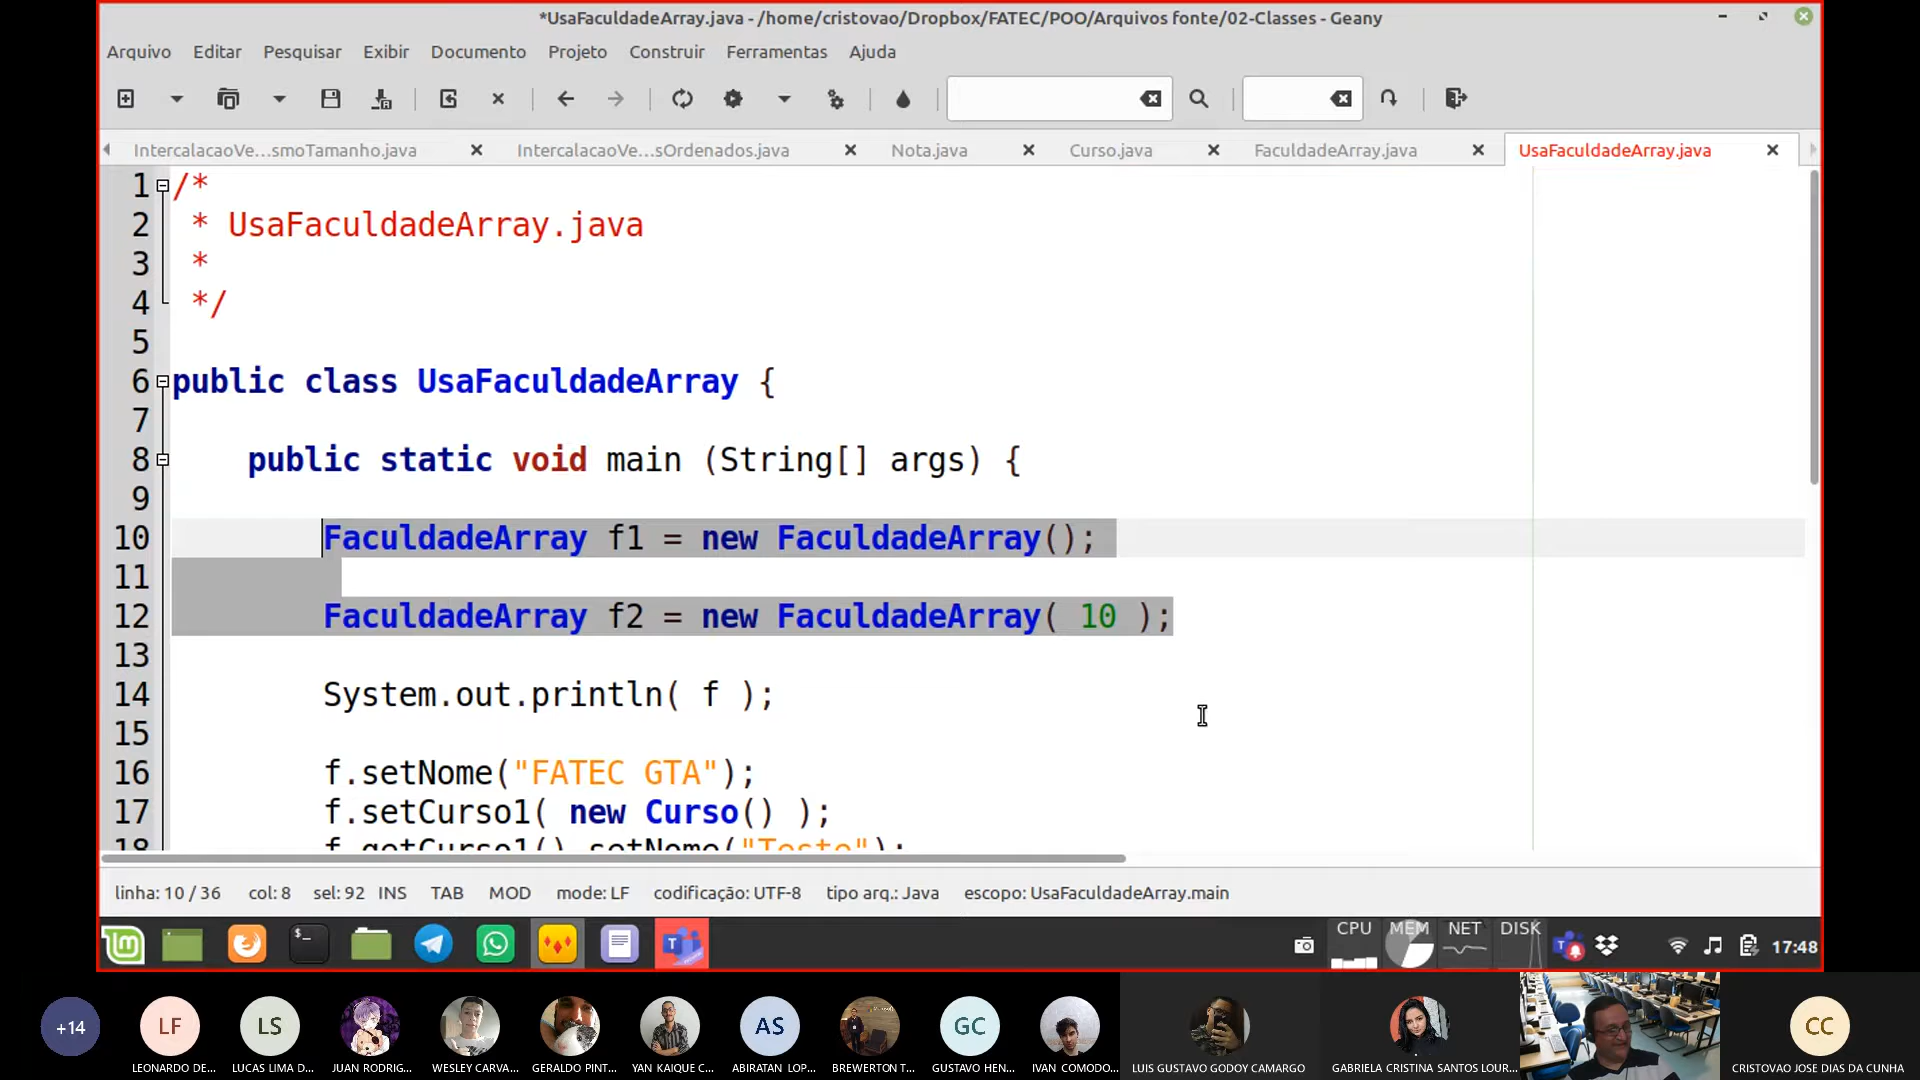 *UsaFaculdadeArray.java - /home/cristovao/Dropbox/FATEC/POO/Arquivos fonte/02-Classes - Geany
Arquivo Editar Pesquisar Exibir Documento Projeto Construir Ferramentas Ajuda
IntercalacaoVe...smoTamanho.java IntercalacaoVe...sOrdenados.java Nota.java Curso.java FaculdadeArray.java UsaFaculdadeArray.java
1 /*
2 * UsaFaculdadeArray.java
3 *
4 */
5
6 public class UsaFaculdadeArray {
7
8 public static void main (String[] args) {
9
10 FaculdadeArray f1 = new FaculdadeArray();
11
12 FaculdadeArray f2 = new FaculdadeArray( 10 );
13
14 System.out.println( f );
15
16 f.setNome("FATEC GTA");
17 f.setCurso1( new Curso() );
18 f.getCurso1().setNome("Teste");
linha: 10 / 36 col: 8 sel: 92 INS TAB MOD mode: LF codificação: UTF-8 tipo arq.: Java escopo: UsaFaculdadeArray.main
CPU MEM NET DISK 17:48
+14 LF LS AS GC CC
LEONARDO DE... LUCAS LIMA D... JUAN RODRIG... WESLEY CARVA... GERALDO PINT... YAN KAIQUE C... ABIRATAN LOP... BREWERTON T... GUSTAVO HEN... IVAN COMODO... LUIS GUSTAVO GODOY CAMARGO GABRIELA CRISTINA SANTOS LOUR... CRISTOVAO JOSE DIAS DA CUNHA